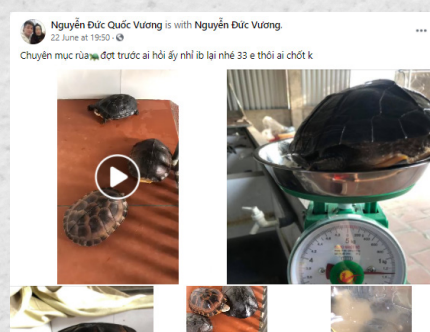 Nguyễn Đức Quốc Vương is with Nguyễn Đức Vương.
22 June at 19:50 ·
Chuyên mục rùa🐢đợt trước ai hỏi ấy nhỉ ib lại nhé 33 e thôi ai chốt k